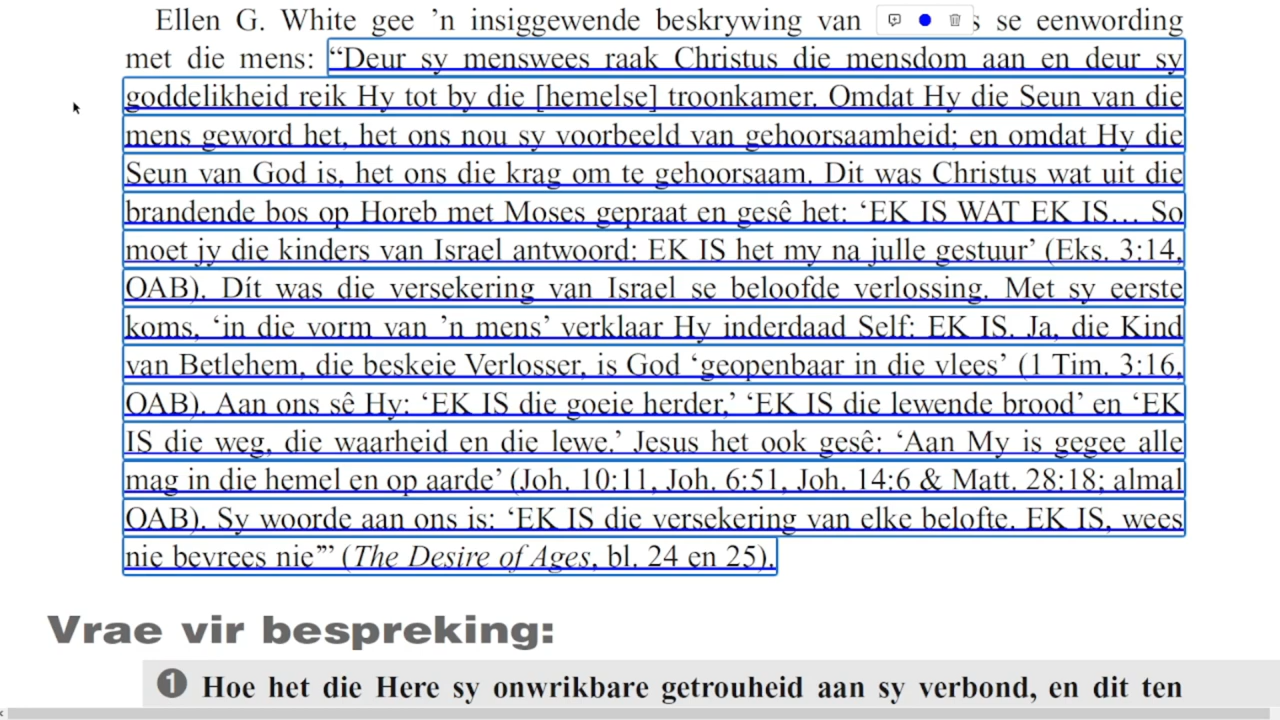 Ellen G. White gee ’n insiggewende beskrywing van s se eenwording
met die mens: “Deur sy menswees raak Christus die mensdom aan en deur sy
goddelikheid reik Hy tot by die [hemelse] troonkamer. Omdat Hy die Seun van die
mens geword het, het ons nou sy voorbeeld van gehoorsaamheid; en omdat Hy die
Seun van God is, het ons die krag om te gehoorsaam. Dit was Christus wat uit die
brandende bos op Horeb met Moses gepraat en gesê het: ‘EK IS WAT EK IS… So
moet jy die kinders van Israel antwoord: EK IS het my na julle gestuur’ (Eks. 3:14,
OAB). Dít was die versekering van Israel se beloofde verlossing. Met sy eerste
koms, ‘in die vorm van ’n mens’ verklaar Hy inderdaad Self: EK IS. Ja, die Kind
van Betlehem, die beskeie Verlosser, is God ‘geopenbaar in die vlees’ (1 Tim. 3:16,
OAB). Aan ons sê Hy: ‘EK IS die goeie herder,’ ‘EK IS die lewende brood’ en ‘EK
IS die weg, die waarheid en die lewe.’ Jesus het ook gesê: ‘Aan My is gegee alle
mag in die hemel en op aarde’ (Joh. 10:11, Joh. 6:51, Joh. 14:6 & Matt. 28:18; almal
OAB). Sy woorde aan ons is: ‘EK IS die versekering van elke belofte. EK IS, wees
nie bevrees nie’” (The Desire of Ages, bl. 24 en 25).
Vrae vir bespreking:
1 Hoe het die Here sy onwrikbare getrouheid aan sy verbond, en dit ten